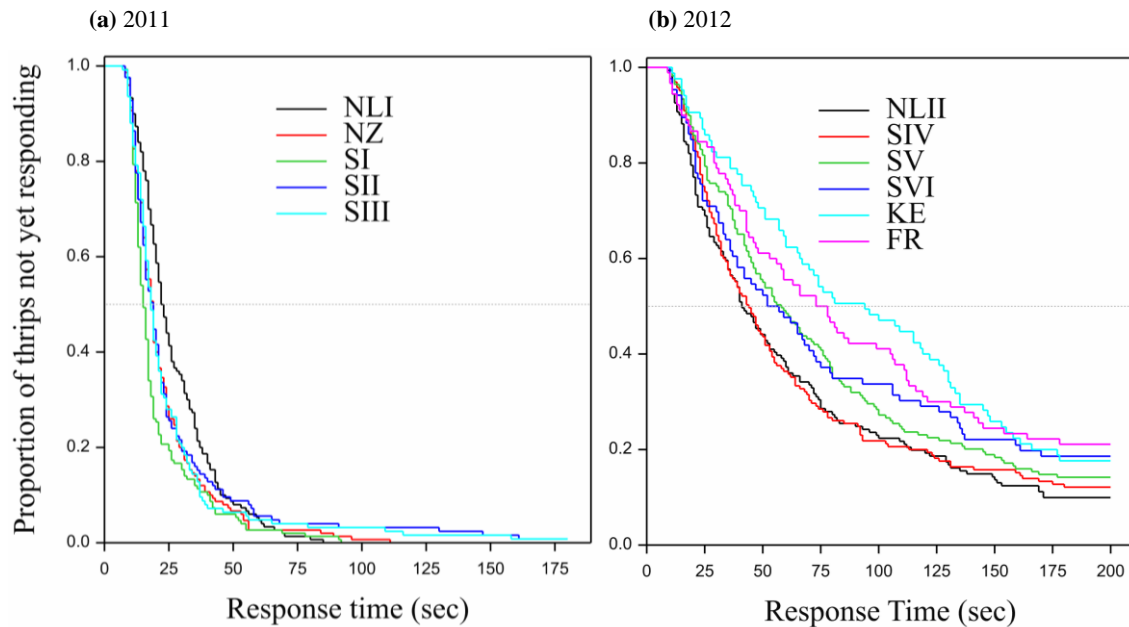 (a) 2011
(b) 2012
Proportion of thrips not yet responding
1.0
0.8
0.6
0.4
0.2
0.0
NLI
NZ
SI
SII
SIII
0 25 50 75 100 125 150 175
Response time (sec)
1.0
0.8
0.6
0.4
0.2
0.0
NLII
SIV
SV
SVI
KE
FR
0 25 50 75 100 125 150 175 200
Response Time (sec)